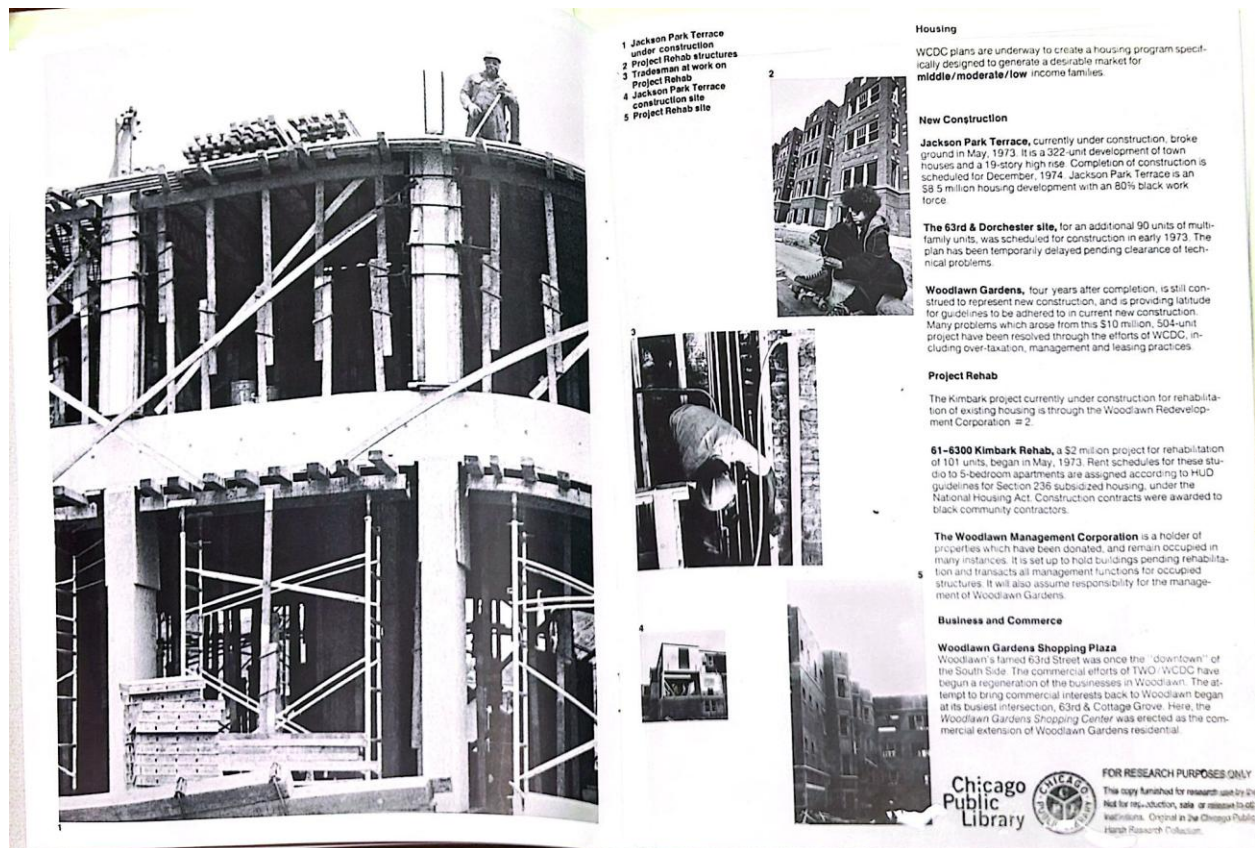 1 Jackson Park Terrace
under construction
2 Project Rehab structures
3 Tradesman at work on
Project Rehab
4 Jackson Park Terrace
construction site
5 Project Rehab site
1
2
3
4
5
Housing
WCDC plans are underway to create a housing program specif-
ically designed to generate a desirable market for
middle/moderate/low income families.
New Construction
Jackson Park Terrace, currently under construction, broke
ground in May, 1973. It is a 322-unit development of town
houses and a 19-story high rise. Completion of construction is
scheduled for December, 1974. Jackson Park Terrace is an
$8.5 million housing development with an 80% black work
force.
The 63rd & Dorchester site, for an additional 90 units of multi-
family units, was scheduled for construction in early 1973. The
plan has been temporarily delayed pending clearance of tech-
nical problems.
Woodlawn Gardens, four years after completion, is still con-
strued to represent new construction, and is providing latitude
for guidelines to be adhered to in current new construction.
Many problems which arose from this $10 million, 504-unit
project have been resolved through the efforts of WCDC, in-
cluding over-taxation, management and leasing practices.
Project Rehab
The Kimbark project currently under construction for rehabilita-
tion of existing housing is through the Woodlawn Redevelop-
ment Corporation #2.
61–6300 Kimbark Rehab, a $2 million project for rehabilitation
of 101 units, began in May, 1973. Rent schedules for these stu-
dio to 5-bedroom apartments are assigned according to HUD
guidelines for Section 236 subsidized housing, under the
National Housing Act. Construction contracts were awarded to
black community contractors.
The Woodlawn Management Corporation is a holder of
properties which have been donated, and remain occupied in
many instances. It is set up to hold buildings pending rehabilita-
tion and transacts all management functions for occupied
structures. It will also assume responsibility for the manage-
ment of Woodlawn Gardens.
Business and Commerce
Woodlawn Gardens Shopping Plaza
Woodlawn's famed 63rd Street was once the "downtown" of
the South Side. The commercial efforts of TWO/WCDC have
begun a regeneration of the businesses in Woodlawn. The at-
tempt to bring commercial interests back to Woodlawn began
at its busiest intersection, 63rd & Cottage Grove. Here, the
Woodlawn Gardens Shopping Center was erected as the com-
mercial extension of Woodlawn Gardens residential.
Chicago
Public
Library
CHICAGO
FOR RESEARCH PURPOSES ONLY
This copy furnished for research use by the
Not for reproduction, sale or release to
institutions. Original in the Chicago Public
Harsh Research Collection.